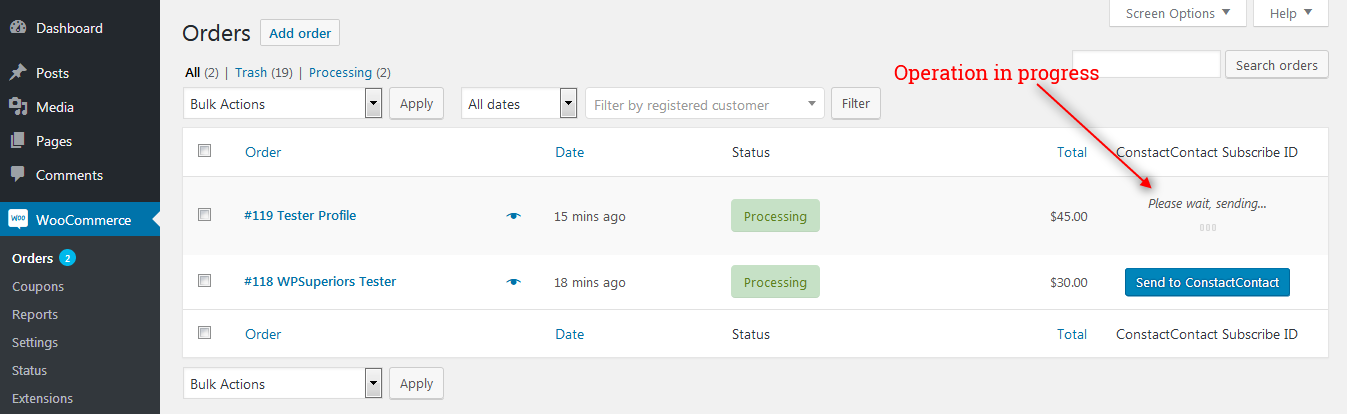 Dashboard
Posts
Media
Pages
Comments
WOO WooCommerce
Orders 2
Coupons
Reports
Settings
Status
Extensions
Screen Options Help
Orders Add order
All (2) | Trash (19) | Processing (2)
Search orders
Operation in progress
Bulk Actions Apply All dates Filter by registered customer Filter
Order Date Status Total ConstactContact Subscribe ID
#119 Tester Profile 15 mins ago Processing $45.00 Please wait, sending...
#118 WPSuperiors Tester 18 mins ago Processing $30.00 Send to ConstactContact
Order Date Status Total ConstactContact Subscribe ID
Bulk Actions Apply